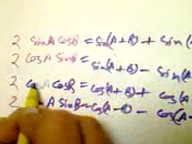 2 SinA CosB = Sin(A+B) + Sin(A
2 CosA SinB = Sin(A+B) - Sin(A
2 CosB = Cos(A+B) + Cos(
2 A SinB = Cos(A-B) - Cos(A